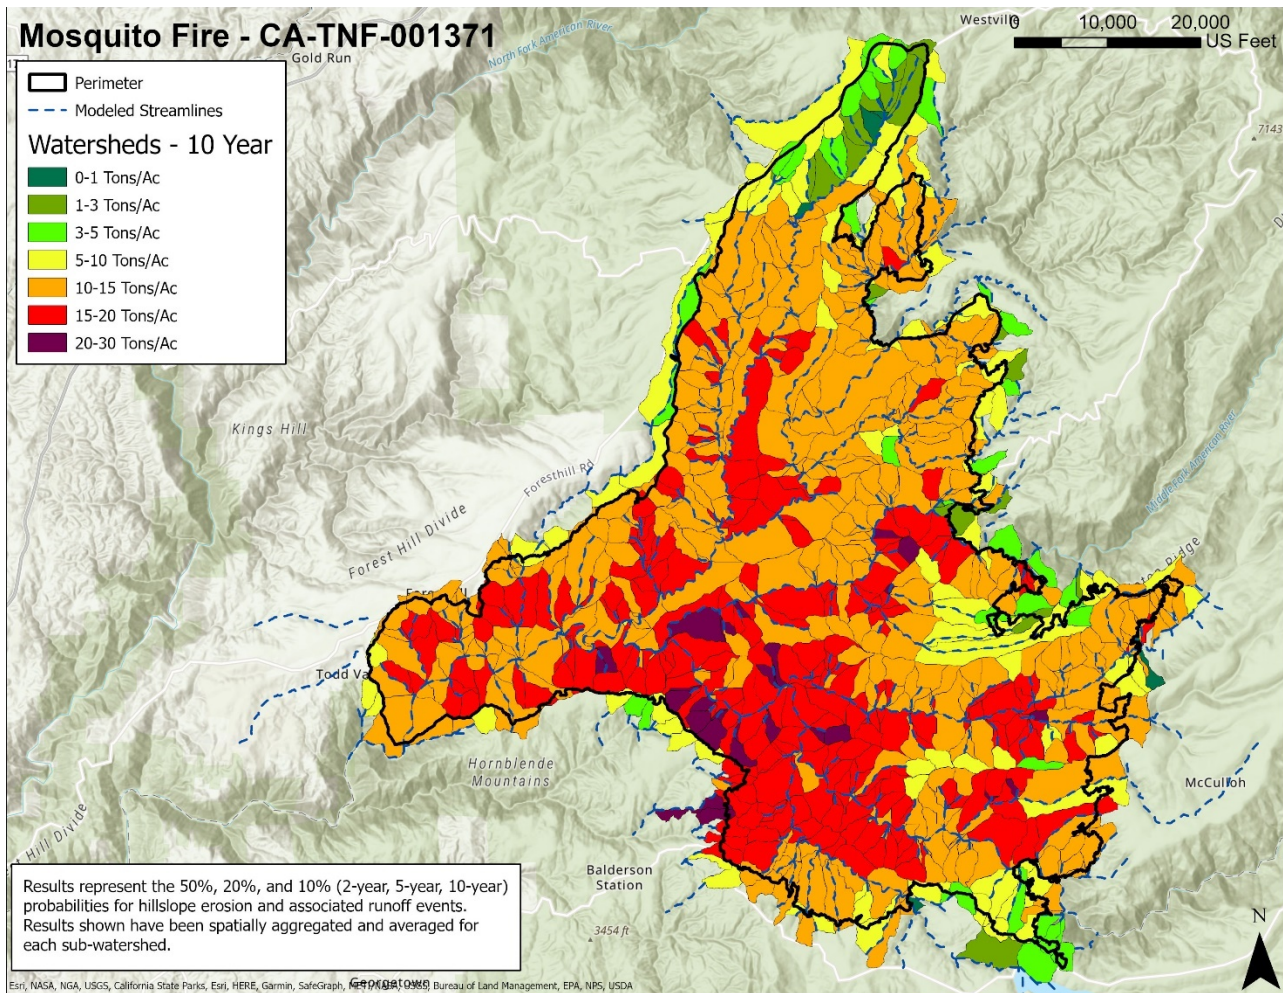 Mosquito Fire - CA-TNF-001371
Westville
0 10,000 20,000
US Feet
North Fork American River
Gold Run
Perimeter
Modeled Streamlines
Watersheds - 10 Year
0-1 Tons/Ac
1-3 Tons/Ac
3-5 Tons/Ac
5-10 Tons/Ac
10-15 Tons/Ac
15-20 Tons/Ac
20-30 Tons/Ac
7143
Kings Hill
Foresthill Rd
Forest Hill Divide
Middle Fork American River
Ridge
Todd Va
Hornblende
Mountains
McCulloh
Hill Divide
Balderson
Station
3454 ft
N
Results represent the 50%, 20%, and 10% (2-year, 5-year, 10-year)
probabilities for hillslope erosion and associated runoff events.
Results shown have been spatially aggregated and averaged for
each sub-watershed.
Georgetown
Esri, NASA, NGA, USGS, California State Parks, Esri, HERE, Garmin, SafeGraph, METI/NASA, USGS, Bureau of Land Management, EPA, NPS, USDA